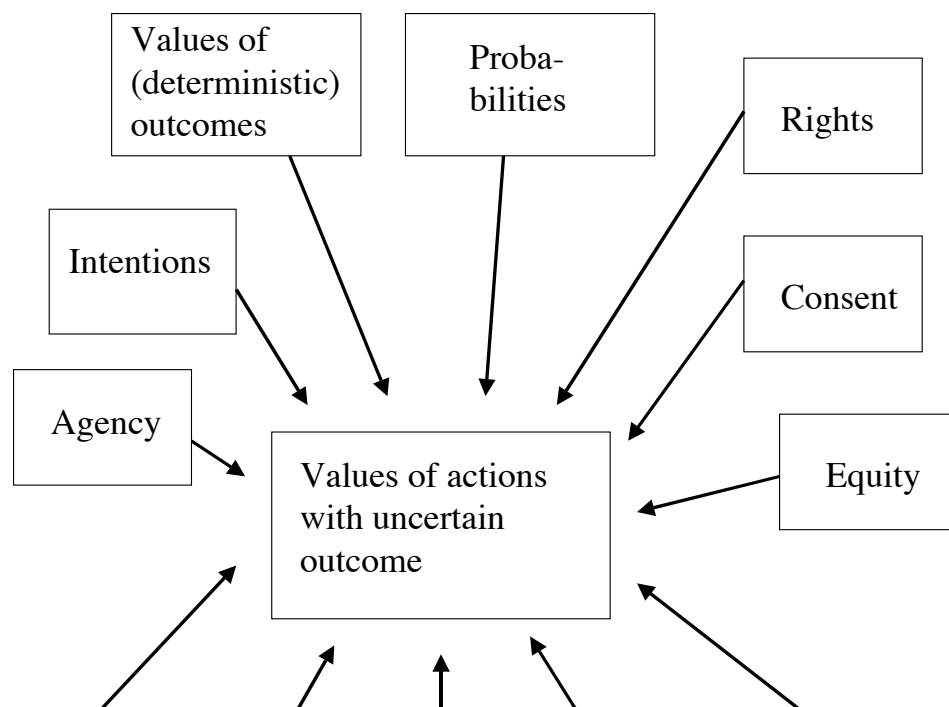 Values of
(deterministic)
outcomes
Proba-
bilities
Rights
Intentions
Consent
Agency
Values of actions
with uncertain
outcome
Equity